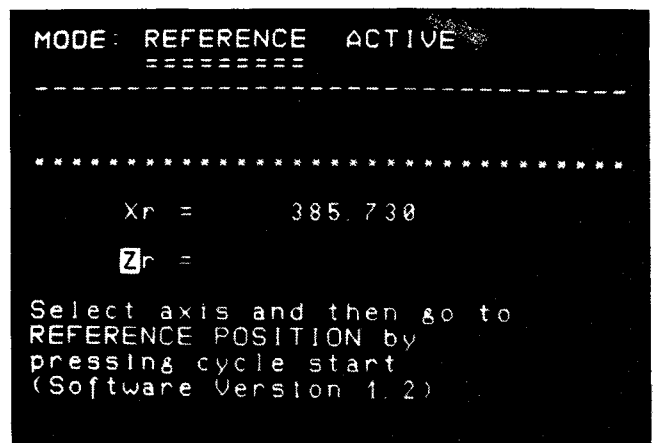 MODE: REFERENCE ACTIVE
=========
--------------------------------
********************************
Xr = 385.730
Zr =
Select axis and then go to
REFERENCE POSITION by
pressing cycle start
(Software Version 1.2)